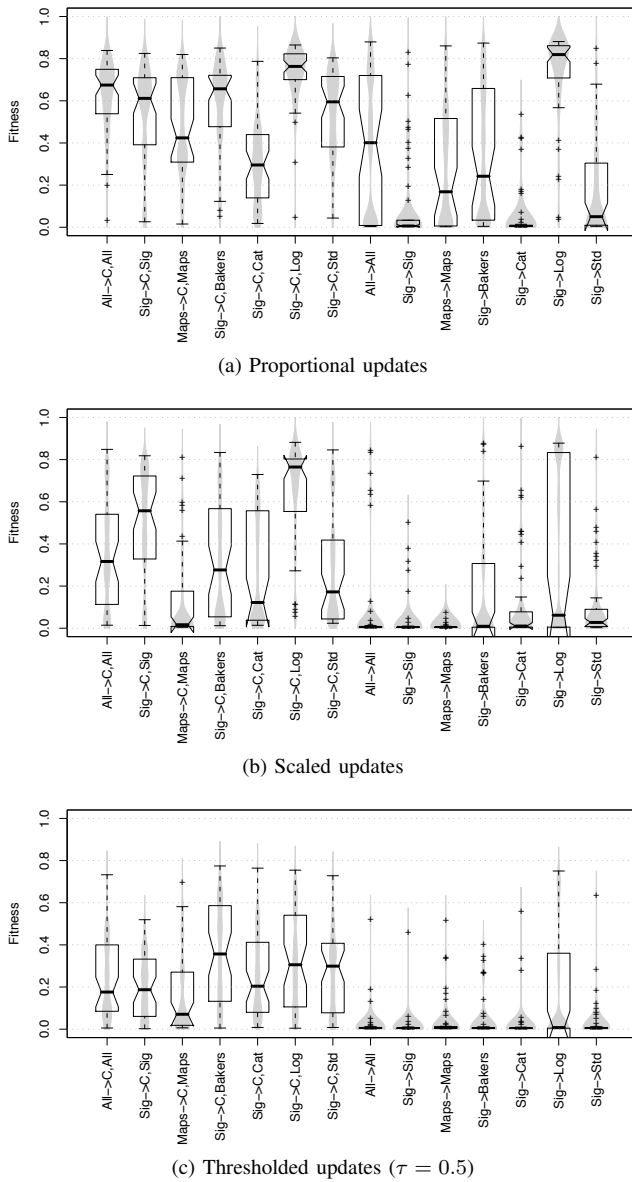 1.0
0.8
0.6
0.4
0.2
0.0
Fitness
All->C,All
Sig->C,Sig
Maps->C,Maps
Sig->C,Bakers
Sig->C,Cat
Sig->C,Log
Sig->C,Std
All->All
Sig->Sig
Maps->Maps
Sig->Bakers
Sig->Cat
Sig->Log
Sig->Std
(a) Proportional updates
1.0
0.8
0.6
0.4
0.2
0.0
Fitness
All->C,All
Sig->C,Sig
Maps->C,Maps
Sig->C,Bakers
Sig->C,Cat
Sig->C,Log
Sig->C,Std
All->All
Sig->Sig
Maps->Maps
Sig->Bakers
Sig->Cat
Sig->Log
Sig->Std
(b) Scaled updates
1.0
0.8
0.6
0.4
0.2
0.0
Fitness
All->C,All
Sig->C,Sig
Maps->C,Maps
Sig->C,Bakers
Sig->C,Cat
Sig->C,Log
Sig->C,Std
All->All
Sig->Sig
Maps->Maps
Sig->Bakers
Sig->Cat
Sig->Log
Sig->Std
(c) Thresholded updates (τ = 0.5)